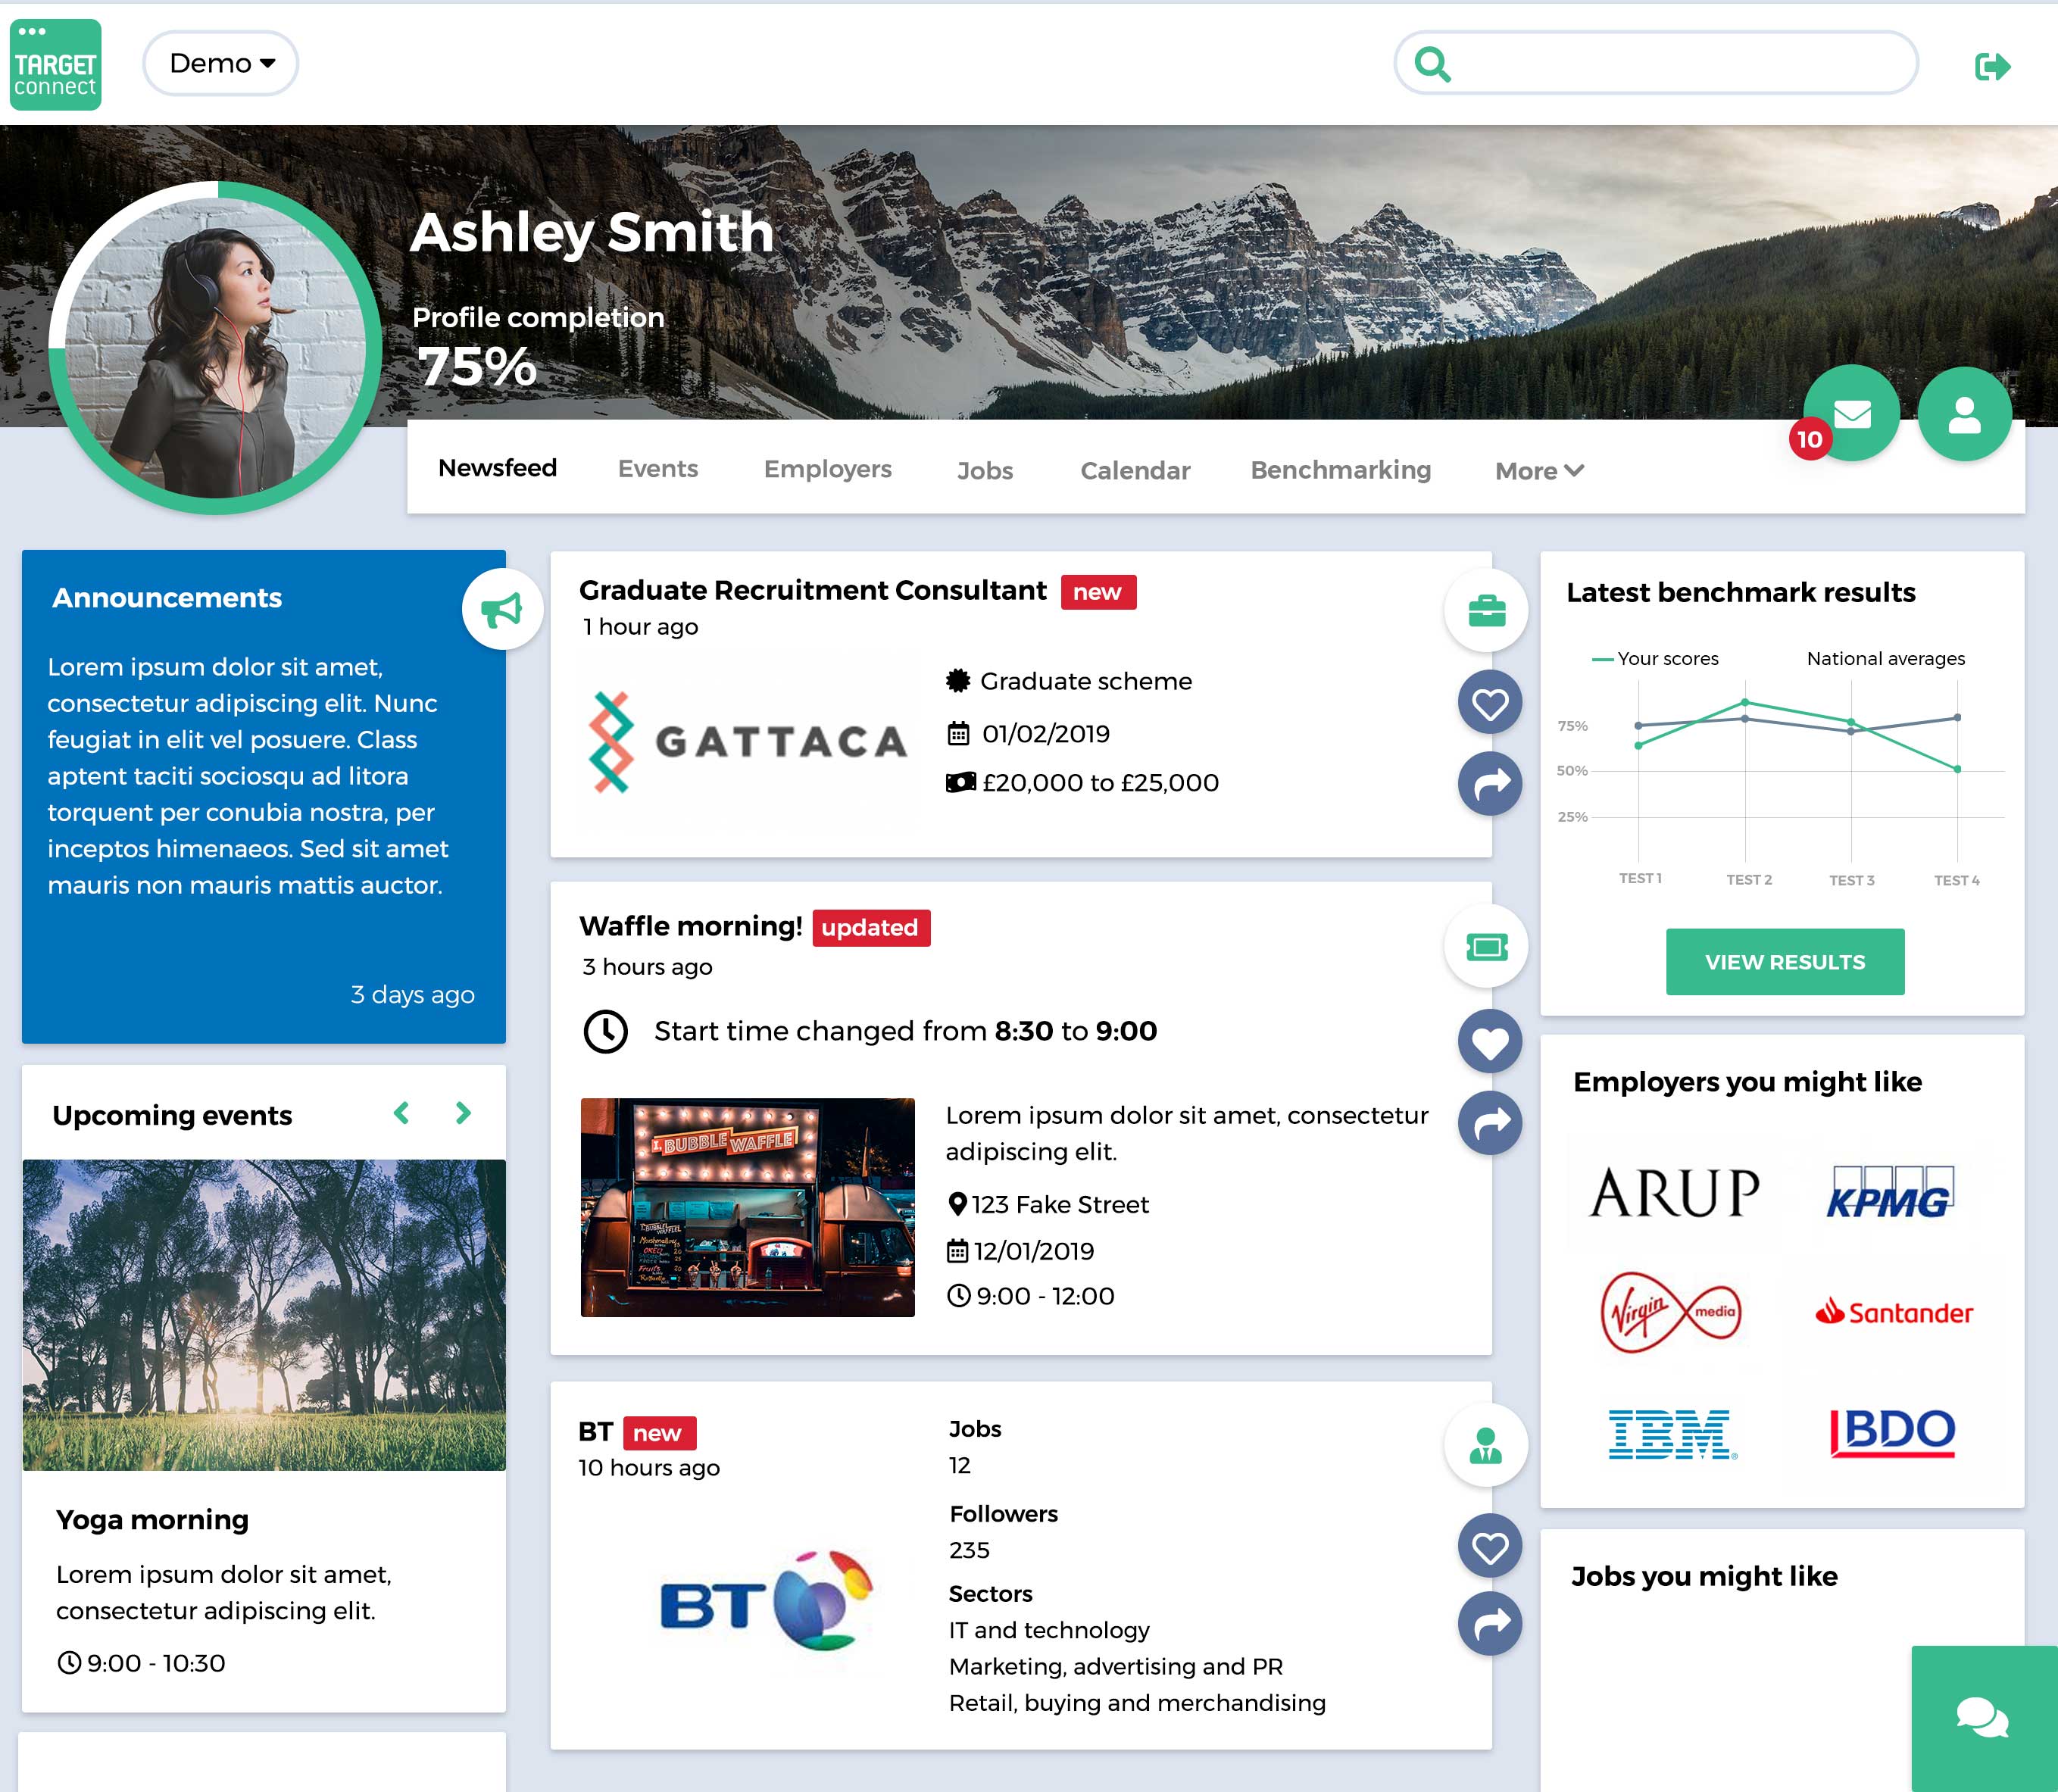 TARGET
connect
Demo
Ashley Smith
Profile completion
75%
10
Newsfeed
Events
Employers
Jobs
Calendar
Benchmarking
More
Announcements
Lorem ipsum dolor sit amet,
consectetur adipiscing elit. Nunc
feugiat in elit vel posuere. Class
aptent taciti sociosqu ad litora
torquent per conubia nostra, per
inceptos himenaeos. Sed sit amet
mauris non mauris mattis auctor.
3 days ago
Upcoming events
Yoga morning
Lorem ipsum dolor sit amet,
consectetur adipiscing elit.
9:00 - 10:30
Graduate Recruitment Consultant new
1 hour ago
GATTACA
Graduate scheme
01/02/2019
£20,000 to £25,000
Waffle morning! updated
3 hours ago
Start time changed from 8:30 to 9:00
BUBBLE WAFFLE
Lorem ipsum dolor sit amet, consectetur
adipiscing elit.
123 Fake Street
12/01/2019
9:00 - 12:00
BT new
10 hours ago
BT
Jobs
12
Followers
235
Sectors
IT and technology
Marketing, advertising and PR
Retail, buying and merchandising
Latest benchmark results
Your scores
National averages
75%
50%
25%
TEST 1
TEST 2
TEST 3
TEST 4
VIEW RESULTS
Employers you might like
ARUP
KPMG
Virgin media
Santander
IBM
BDO
Jobs you might like